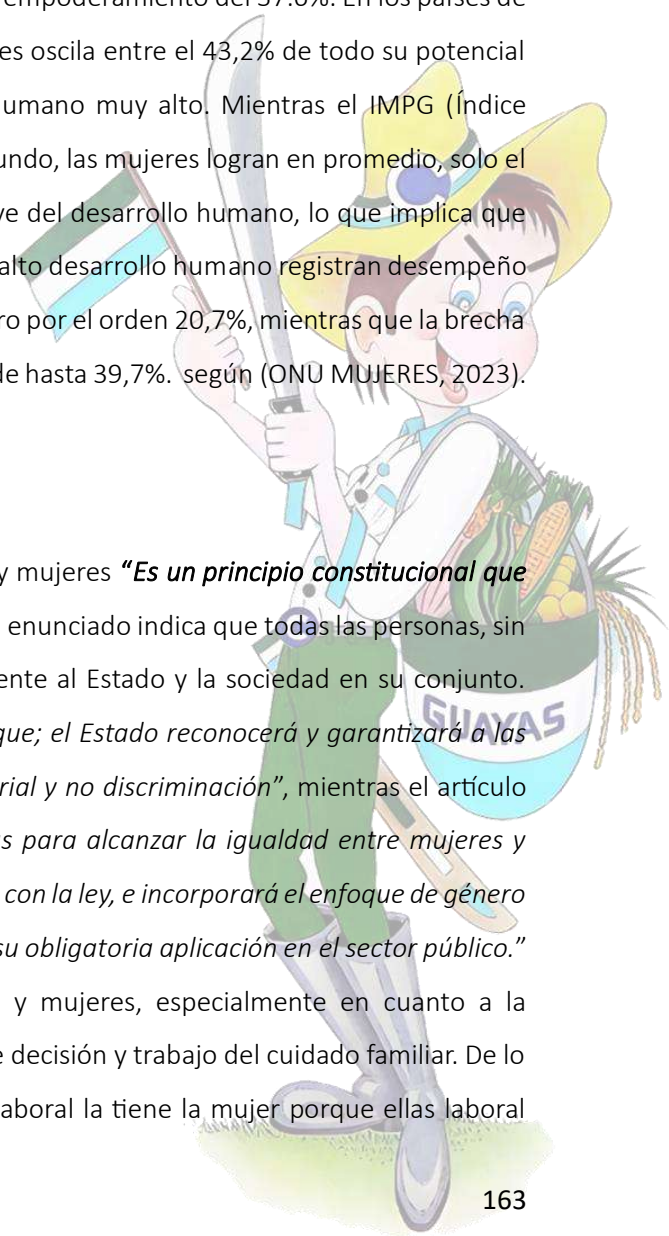 empoderamiento del 37.6%. En los países de
es oscila entre el 43,2% de todo su potencial
umano muy alto. Mientras el IMPG (Índice
undo, las mujeres logran en promedio, solo el
ve del desarrollo humano, lo que implica que
alto desarrollo humano registran desempeño
ro por el orden 20,7%, mientras que la brecha
de hasta 39,7%. según (ONU MUJERES, 2023).
y mujeres “Es un principio constitucional que
enunciado indica que todas las personas, sin
ente al Estado y la sociedad en su conjunto.
que; el Estado reconocerá y garantizará a las
rial y no discriminación”, mientras el artículo
s para alcanzar la igualdad entre mujeres y
con la ley, e incorporará el enfoque de género
su obligatoria aplicación en el sector público.”
y mujeres, especialmente en cuanto a la
e decisión y trabajo del cuidado familiar. De lo
laboral la tiene la mujer porque ellas laboral
GUAYAS
163